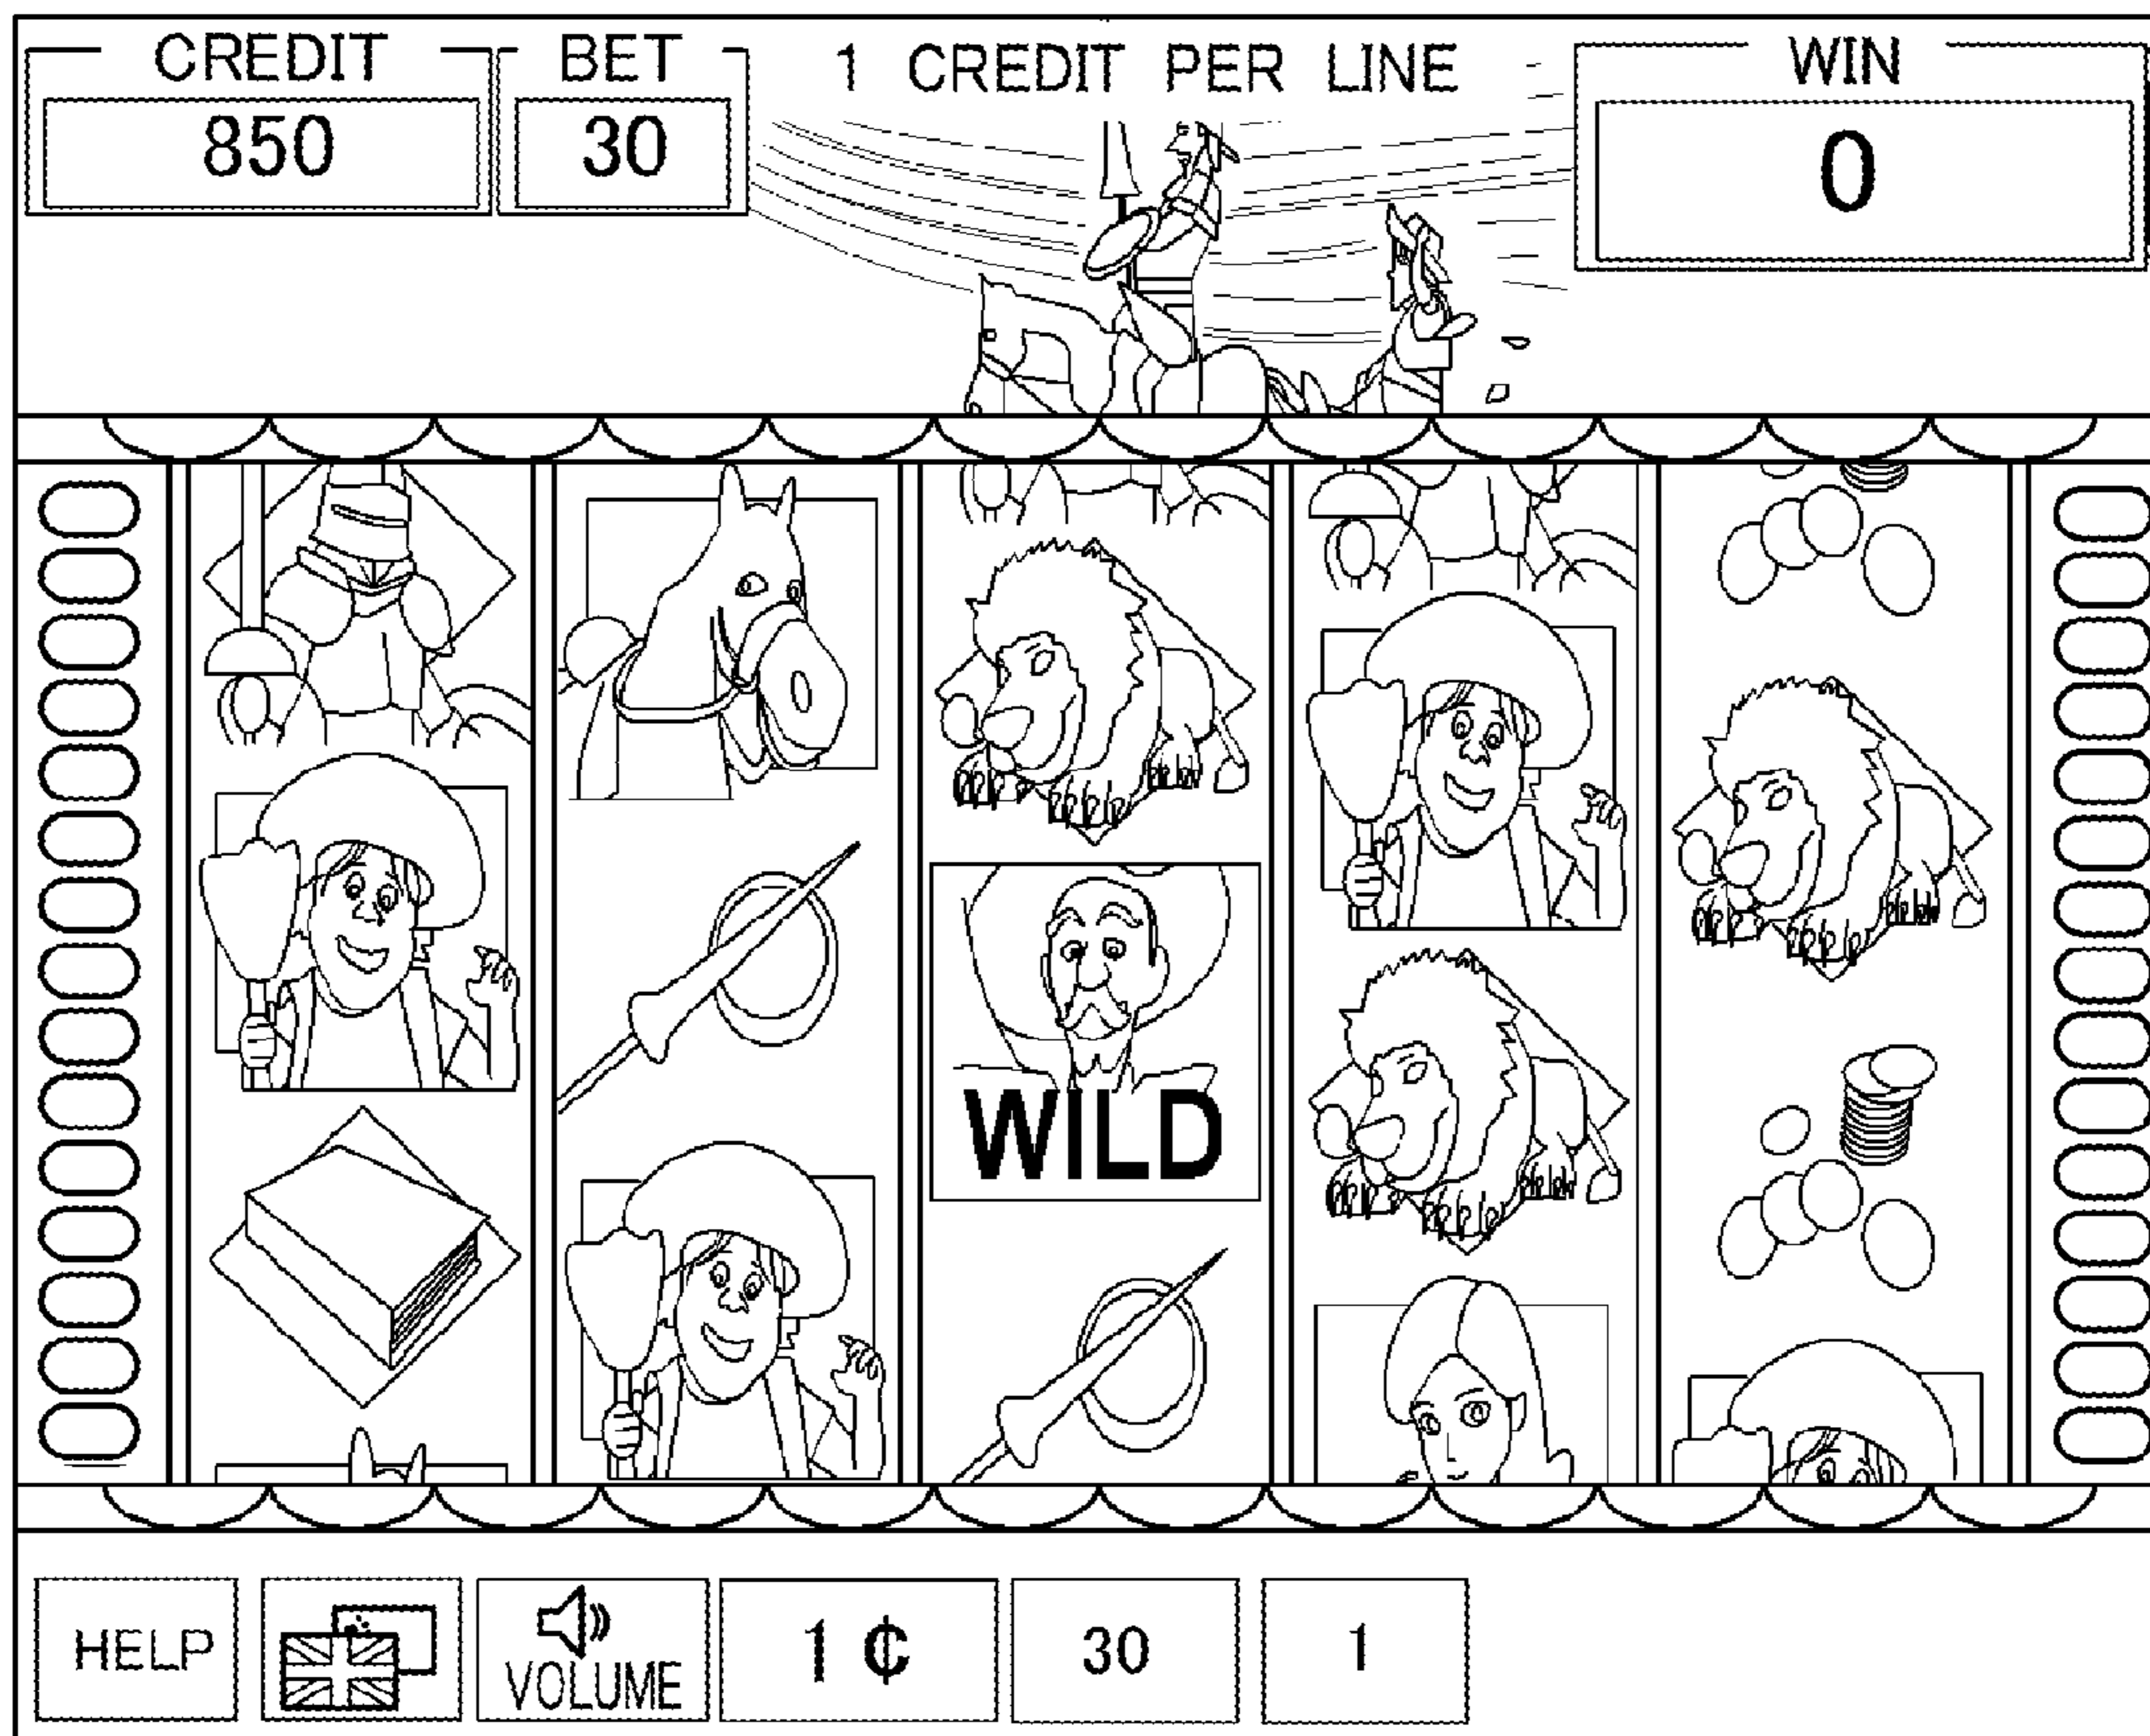 CREDIT
850
BET
30
1 CREDIT PER LINE
WIN
0
WILD
HELP
VOLUME
1 ¢
30
1